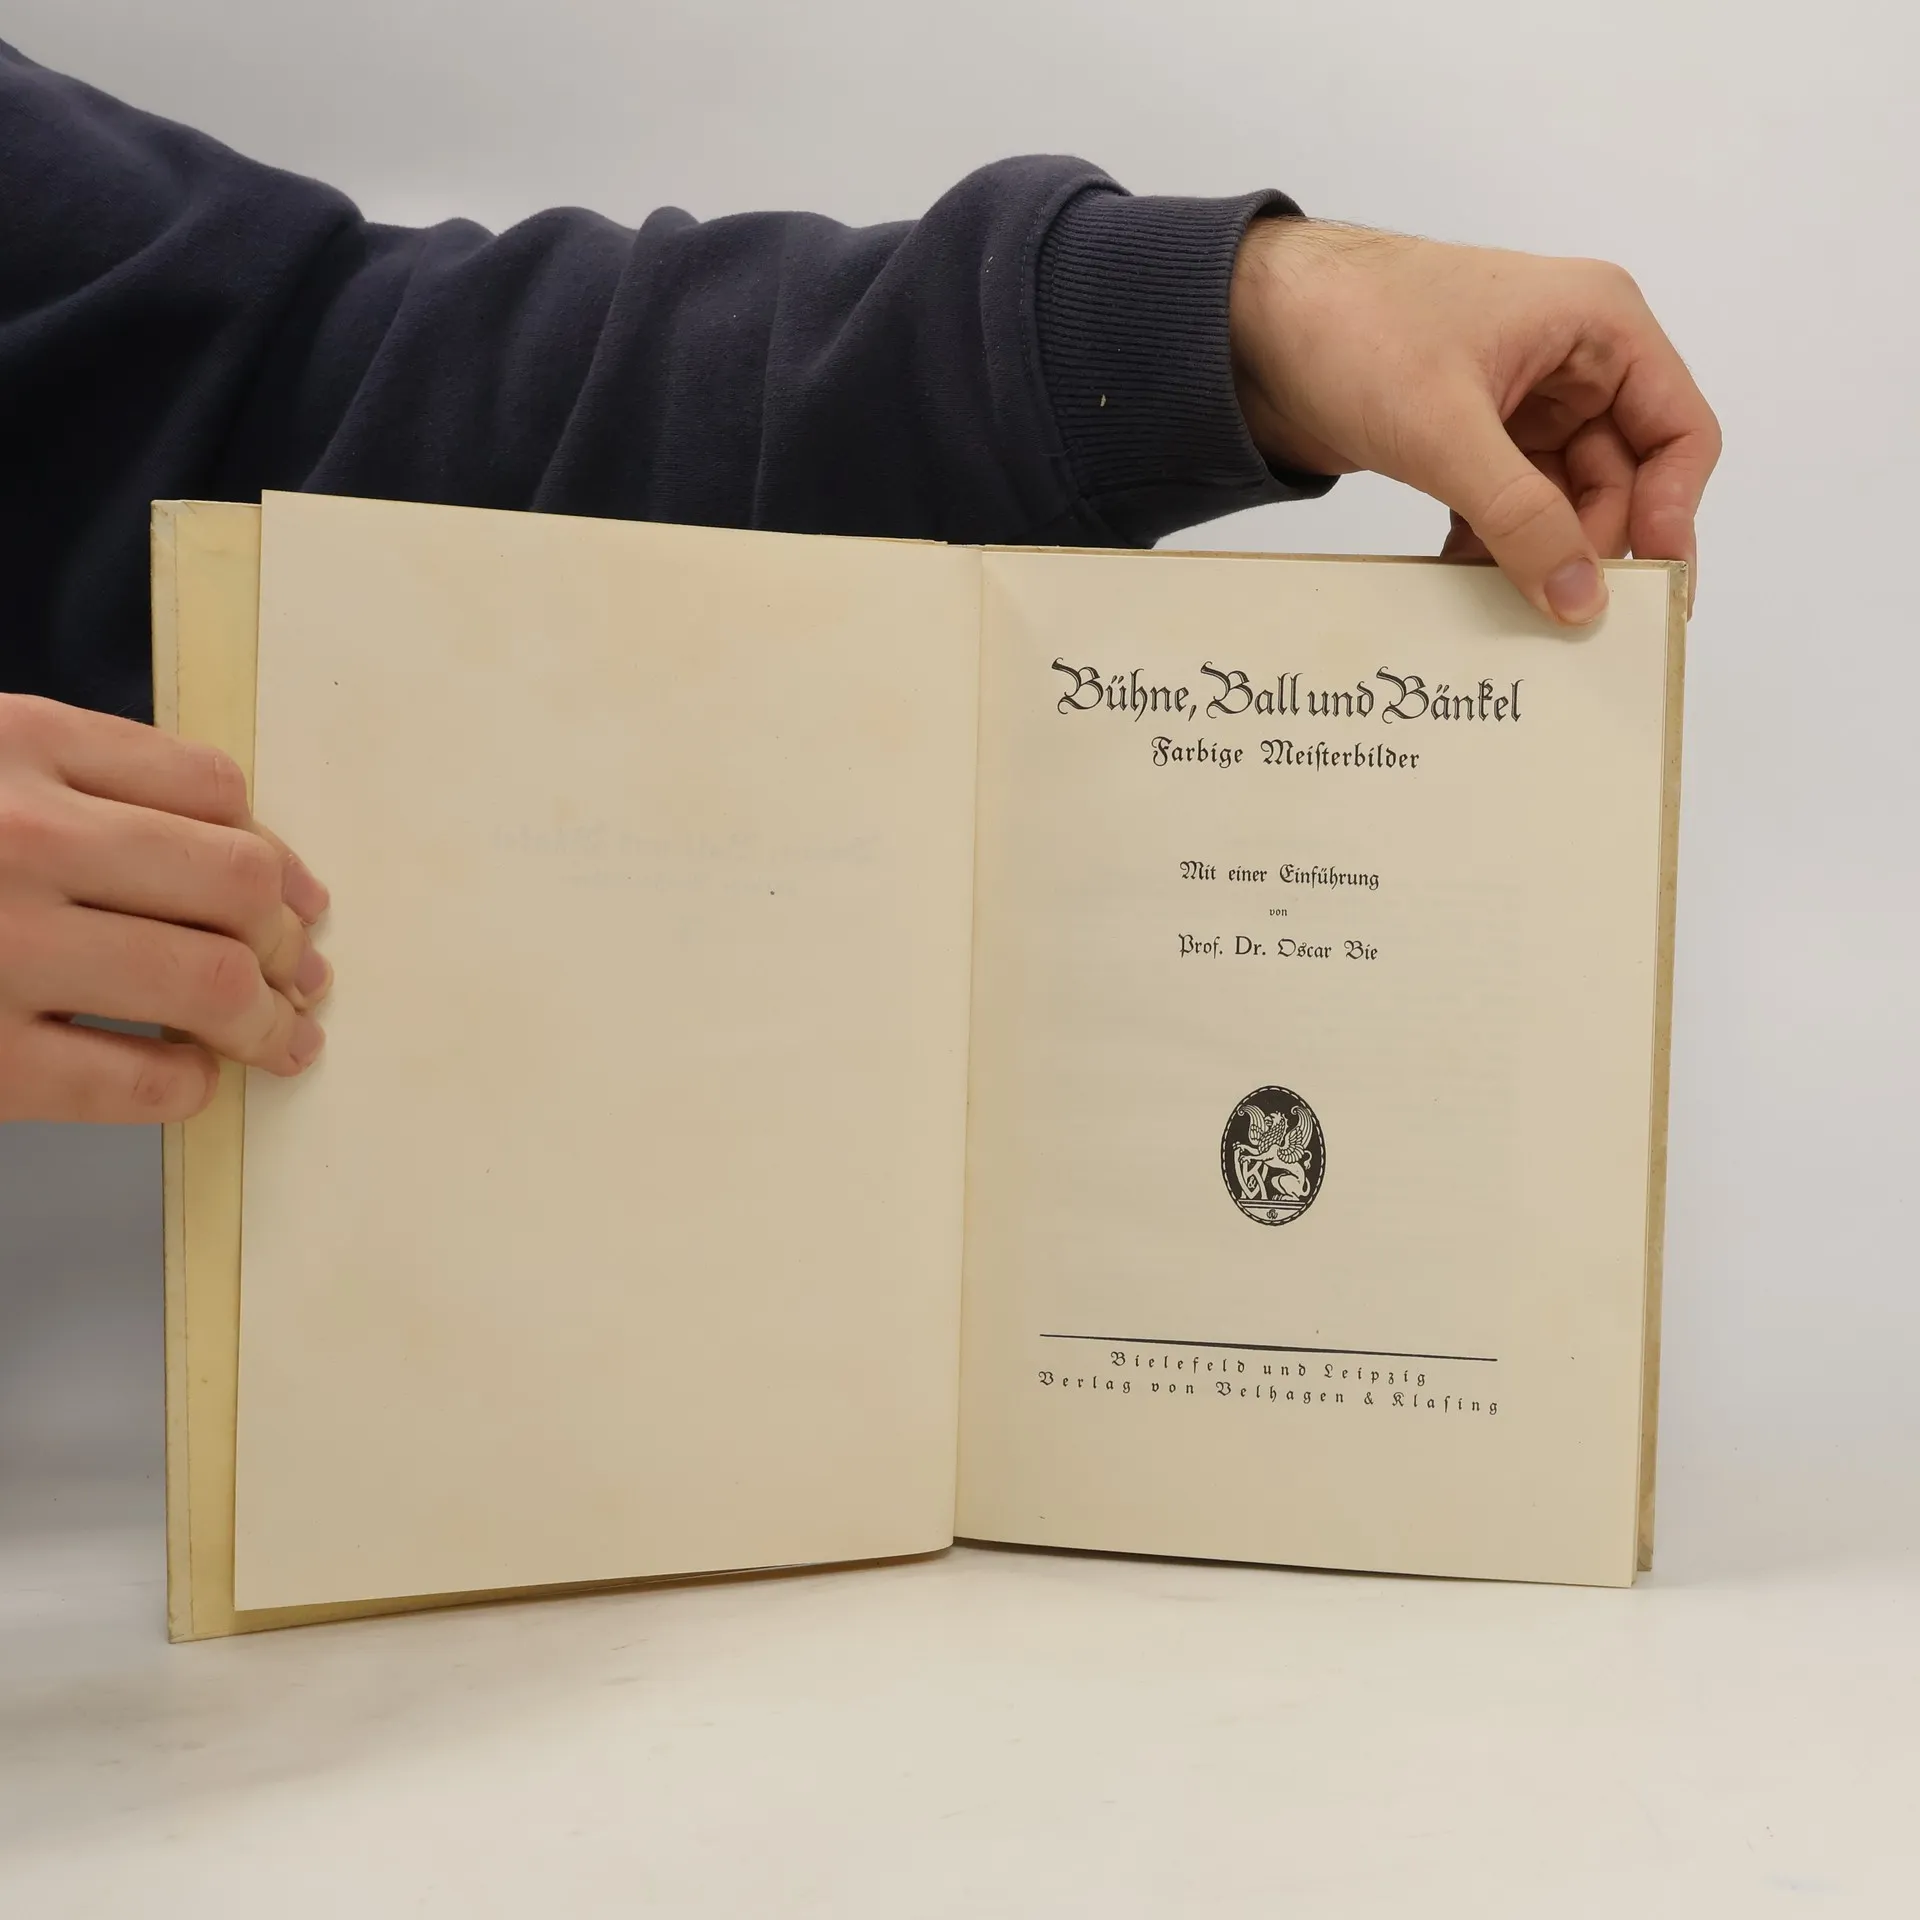 Bühne, Ball und Bänkel
Farbige Meiſterbilder
Mit einer Einführung
von
Prof. Dr. Oscar Bie
V & K
Bielefeld und Leipzig
Verlag von Velhagen & Klaſing